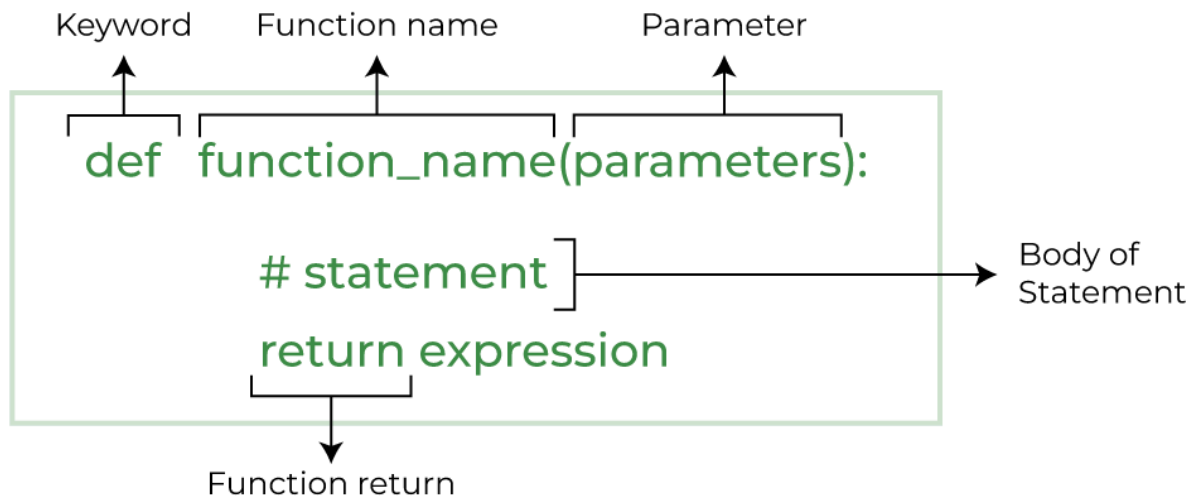 Keyword
Function name
Parameter
def function_name(parameters):
# statement
Body of
Statement
return expression
Function return